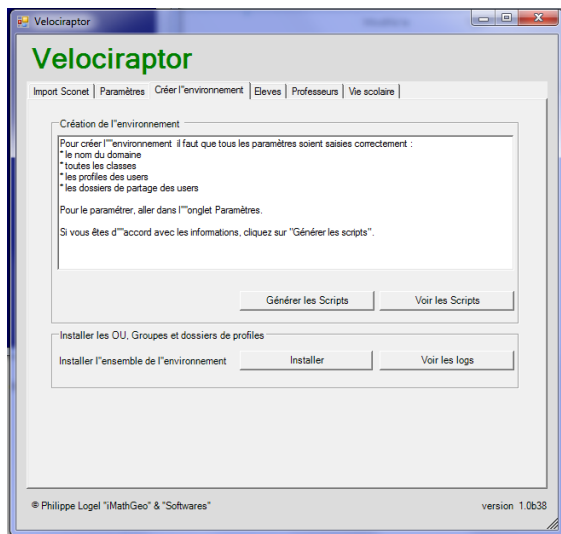 Velociraptor
Velociraptor
Import Sconet Paramètres Créer l''environnement Eleves Professeurs Vie scolaire
Création de l''environnement
Pour créer l''''environnement il faut que tous les paramètres soient saisies correctement :
* le nom du domaine
* toutes les classes
* les profiles des users
* les dossiers de partage des users
Pour le paramétrer, aller dans l''''onglet Paramètres.
Si vous êtes d''''accord avec les informations, cliquez sur "Générer les scripts".
Générer les Scripts Voir les Scripts
Installer les OU, Groupes et dossiers de profiles
Installer l''ensemble de l''environnement Installer Voir les logs
© Philippe Logel "iMathGeo" & "Softwares" version 1.0b38